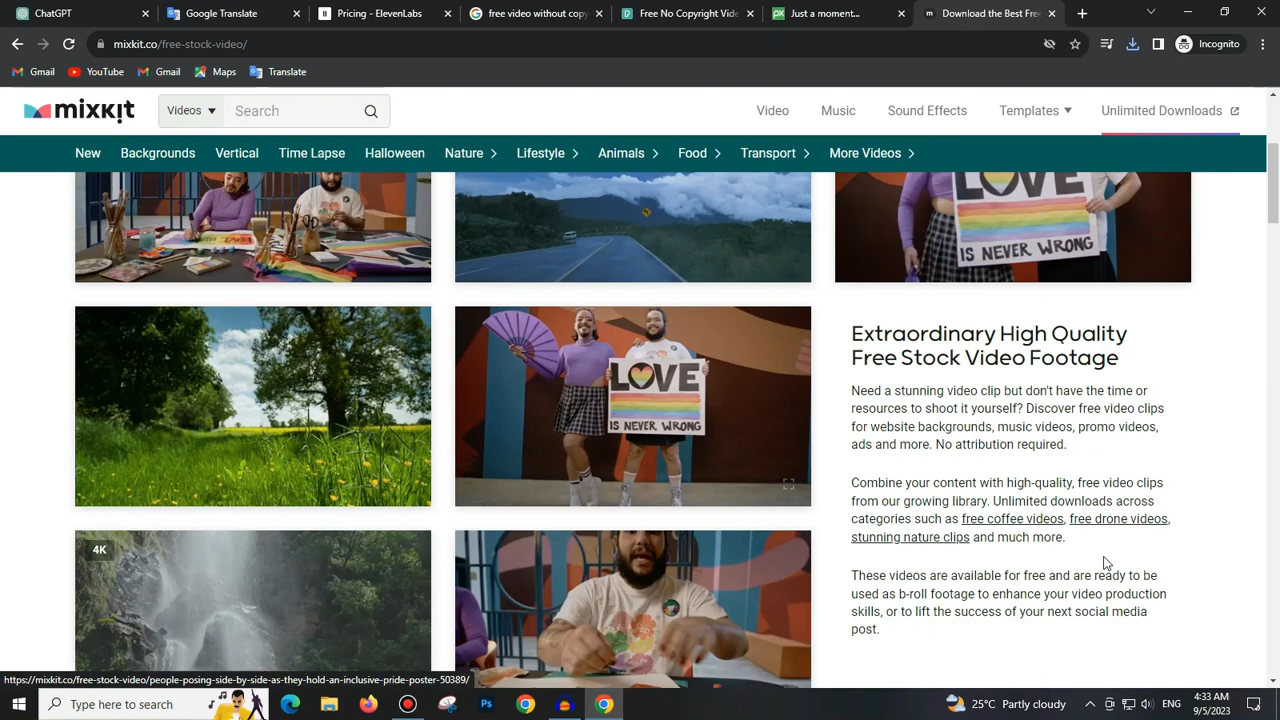 ChatGPT
Google Translate
Pricing - ElevenLabs
free video without copy
Free No Copyright Vide
Just a moment...
Download the Best Free
mixkit.co/free-stock-video/
Incognito
Gmail
YouTube
Gmail
Maps
Translate
mixkit
Videos
Search
Video
Music
Sound Effects
Templates
Unlimited Downloads
New
Backgrounds
Vertical
Time Lapse
Halloween
Nature
Lifestyle
Animals
Food
Transport
More Videos
LOVE
IS NEVER WRONG
LOVE
IS NEVER WRONG
Extraordinary High Quality
Free Stock Video Footage
Need a stunning video clip but don't have the time or
resources to shoot it yourself? Discover free video clips
for website backgrounds, music videos, promo videos,
ads and more. No attribution required.
Combine your content with high-quality, free video clips
from our growing library. Unlimited downloads across
categories such as free coffee videos, free drone videos,
stunning nature clips and much more.
4K
These videos are available for free and are ready to be
used as b-roll footage to enhance your video production
skills, or to lift the success of your next social media
post.
https://mixkit.co/free-stock-video/people-posing-side-by-side-as-they-hold-an-inclusive-pride-poster-50389/
Type here to search
Ps
25°C Partly cloudy
ENG
4:33 AM
9/5/2023